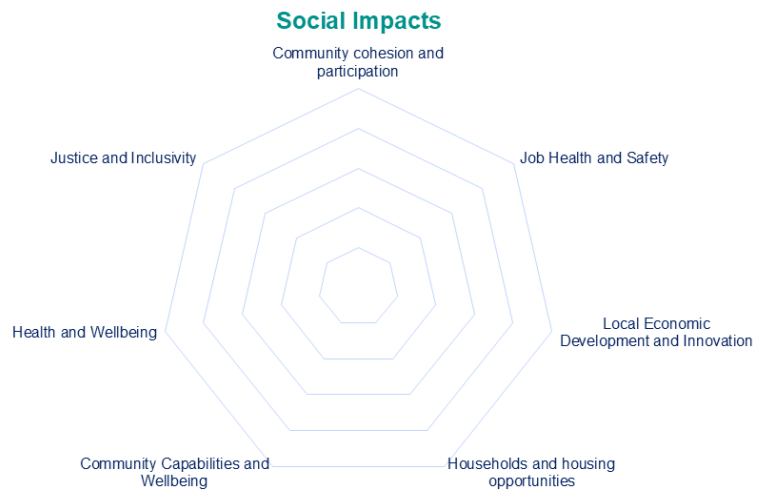 Social Impacts
Community cohesion and
participation
Justice and Inclusivity
Job Health and Safety
Health and Wellbeing
Local Economic
Development and Innovation
Community Capabilities and
Wellbeing
Households and housing
opportunities